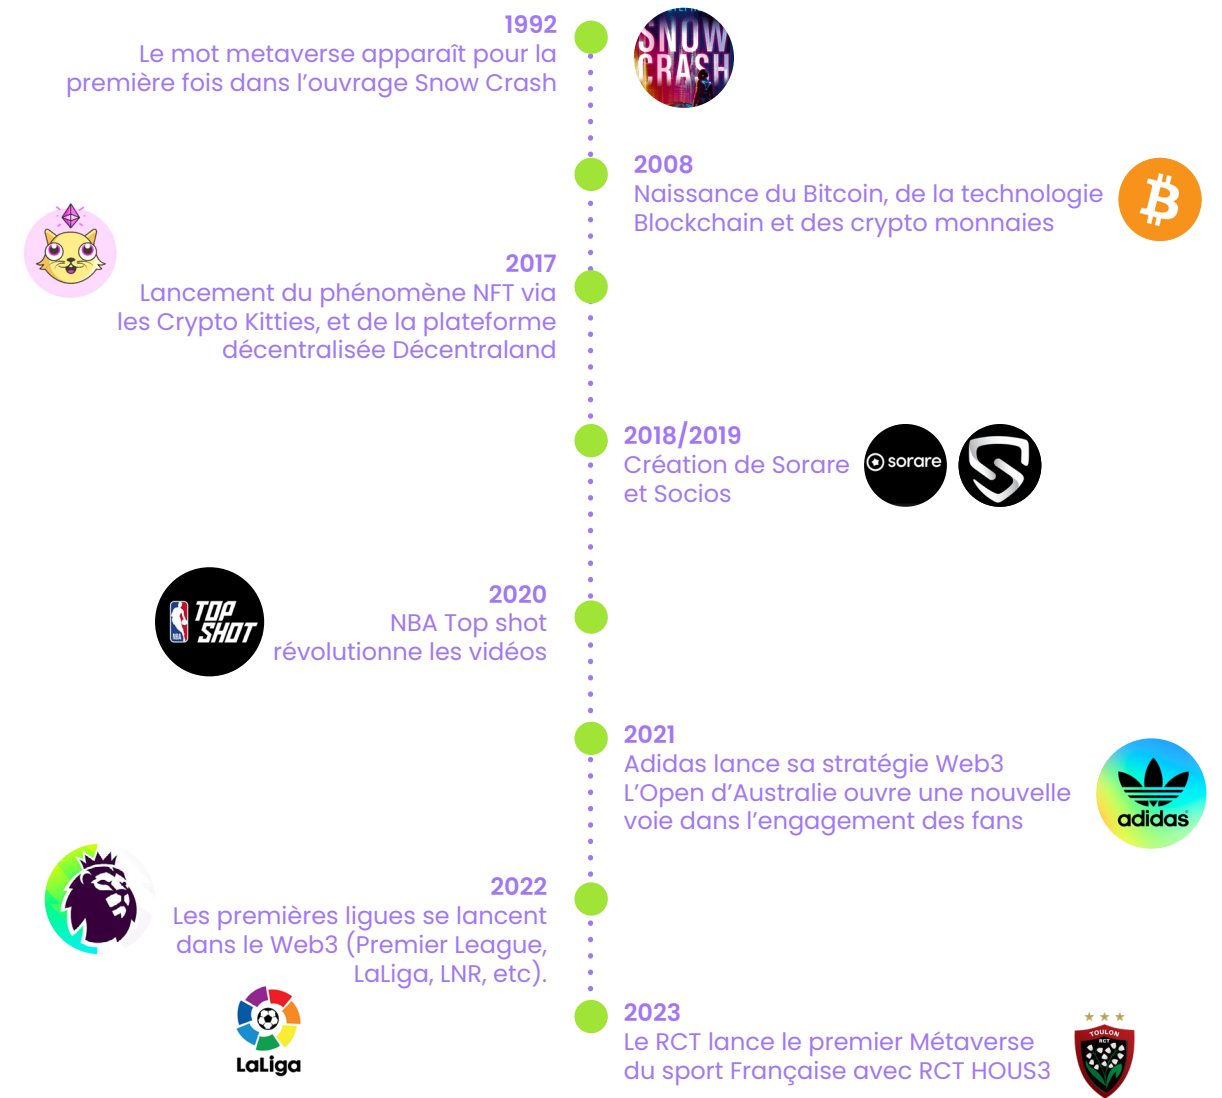 1992
Le mot metaverse apparaît pour la
première fois dans l’ouvrage Snow Crash
SNOW
CRASH
2008
Naissance du Bitcoin, de la technologie
Blockchain et des crypto monnaies
2017
Lancement du phénomène NFT via
les Crypto Kitties, et de la plateforme
décentralisée Décentraland
2018/2019
Création de Sorare
et Socios
sorare
2020
NBA Top shot
révolutionne les vidéos
NBA
TOP
SHOT
2021
Adidas lance sa stratégie Web3
L’Open d’Australie ouvre une nouvelle
voie dans l’engagement des fans
adidas
2022
Les premières ligues se lancent
dans le Web3 (Premier League,
LaLiga, LNR, etc).
LaLiga
2023
Le RCT lance le premier Métaverse
du sport Française avec RCT HOUS3
TOULON
RCT